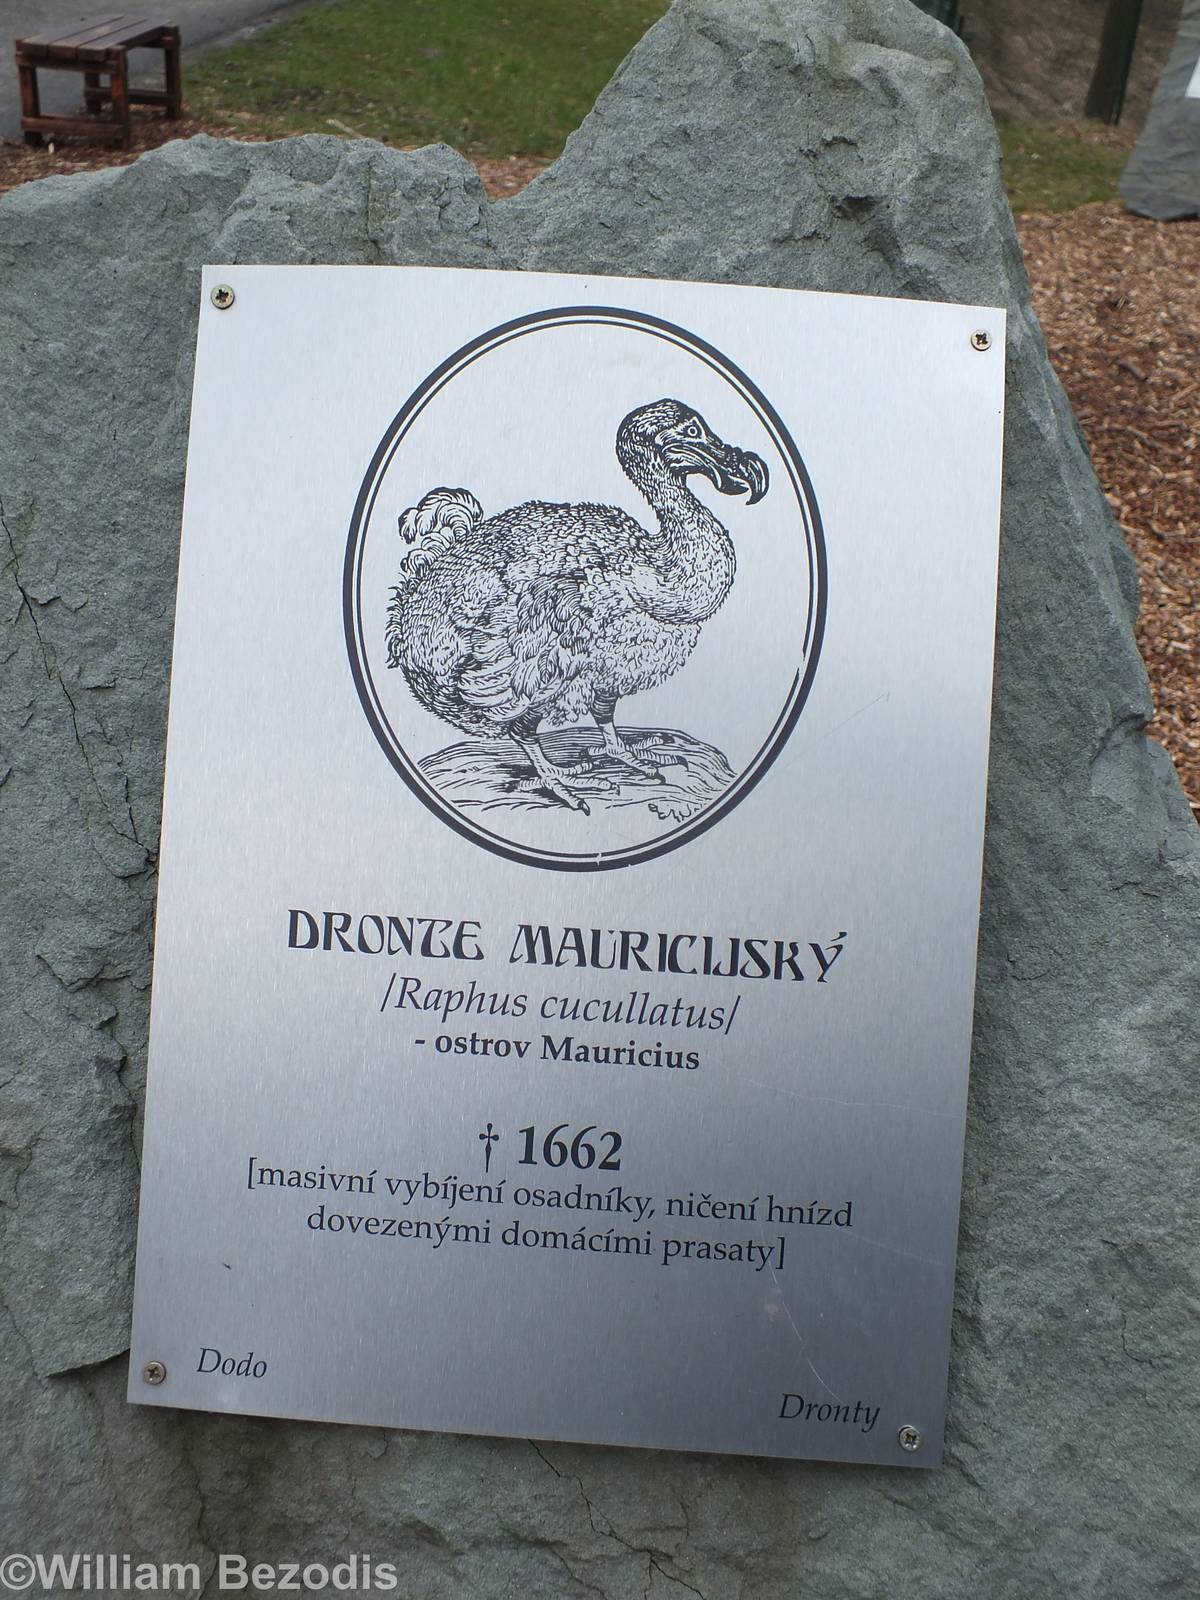 DRONTE MAURICIJSKÝ
/Raphus cucullatus/
- ostrov Mauricius
† 1662
[masivní vybíjení osadníky, ničení hnízd
dovezenými domácími prasaty]
Dodo
Dronty
©William Bezodis